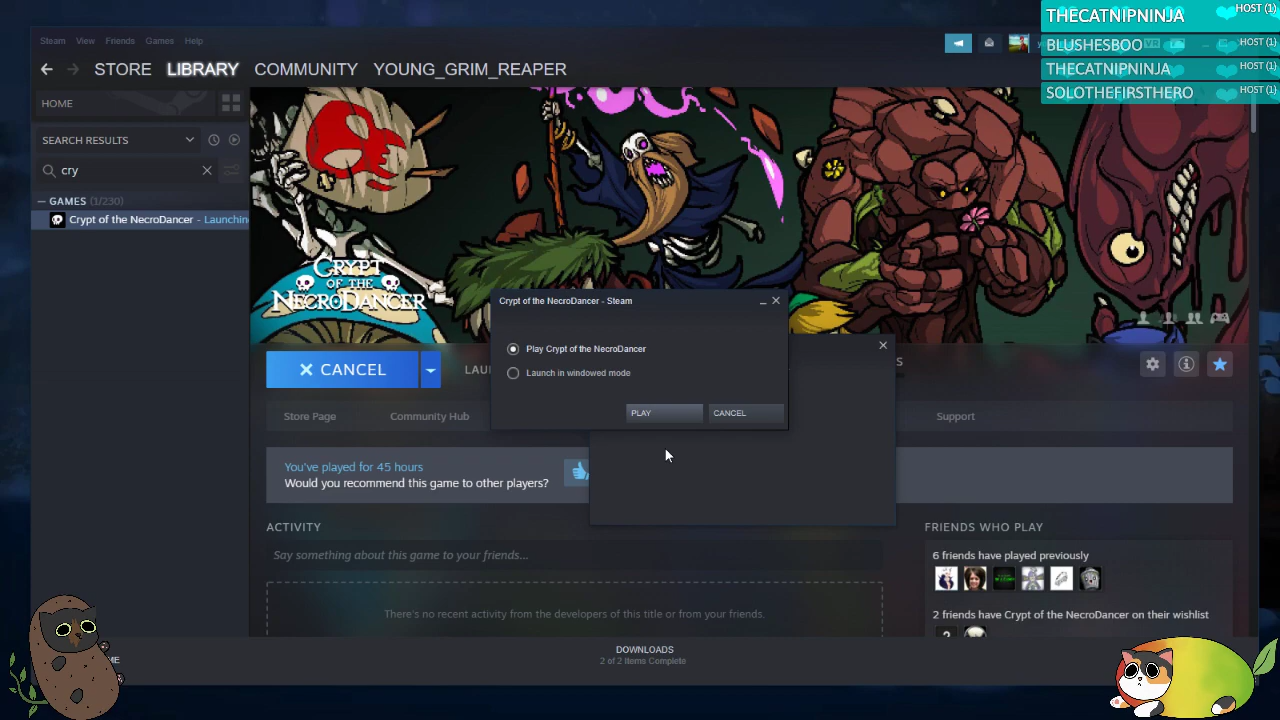 THECATNIPNINJA HOST (1)
BLUSHESBOO HOST (1)
THECATNIPNINJA HOST (1)
SOLOTHEFIRSTHERO HOST (1)
Steam View Friends Games Help
STORE LIBRARY COMMUNITY YOUNG_GRIM_REAPER
HOME
SEARCH RESULTS
cry
GAMES (1/230)
Crypt of the NecroDancer - Launchin
CRYPT OF THE NECRODANCER
Crypt of the NecroDancer - Steam
Play Crypt of the NecroDancer
Launch in windowed mode
PLAY CANCEL
CANCEL LAU S
Store Page Community Hub Support
You've played for 45 hours
Would you recommend this game to other players?
ACTIVITY
Say something about this game to your friends...
There's no recent activity from the developers of this title or from your friends.
FRIENDS WHO PLAY
6 friends have played previously
2 friends have Crypt of the NecroDancer on their wishlist
?
ME
DOWNLOADS
2 of 2 Items Complete